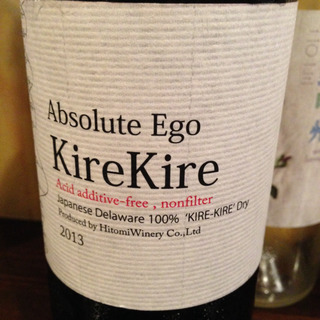 Absolute Ego
KireKire
Acid additive-free , nonfilter
Japanese Delaware 100% 'KIRE-KIRE' Dry
Produced by HitomiWinery Co.,Ltd
2013